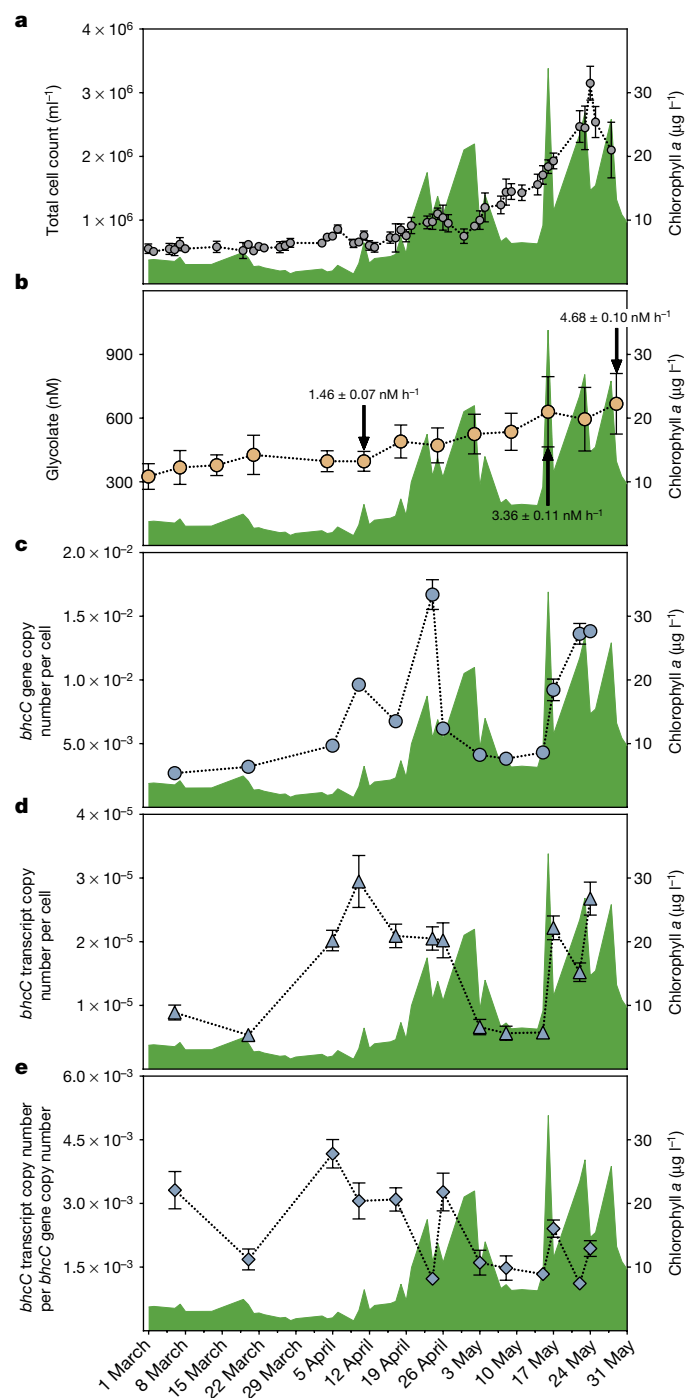 a
4 × 10⁶
3 × 10⁶
2 × 10⁶
1 × 10⁶
Total cell count (ml⁻¹)
30
20
10
Chlorophyll a (µg l⁻¹)
b
900
600
300
Glycolate (nM)
1.46 ± 0.07 nM h⁻¹
4.68 ± 0.10 nM h⁻¹
3.36 ± 0.11 nM h⁻¹
30
20
10
Chlorophyll a (µg l⁻¹)
c
2.0 × 10⁻²
1.5 × 10⁻²
1.0 × 10⁻²
5.0 × 10⁻³
bhcC gene copy
number per cell
30
20
10
Chlorophyll a (µg l⁻¹)
d
4 × 10⁻⁵
3 × 10⁻⁵
2 × 10⁻⁵
1 × 10⁻⁵
bhcC transcript copy
number per cell
30
20
10
Chlorophyll a (µg l⁻¹)
e
6.0 × 10⁻³
4.5 × 10⁻³
3.0 × 10⁻³
1.5 × 10⁻³
bhcC transcript copy number
per bhcC gene copy number
30
20
10
Chlorophyll a (µg l⁻¹)
1 March
8 March
15 March
22 March
29 March
5 April
12 April
19 April
26 April
3 May
10 May
17 May
24 May
31 May